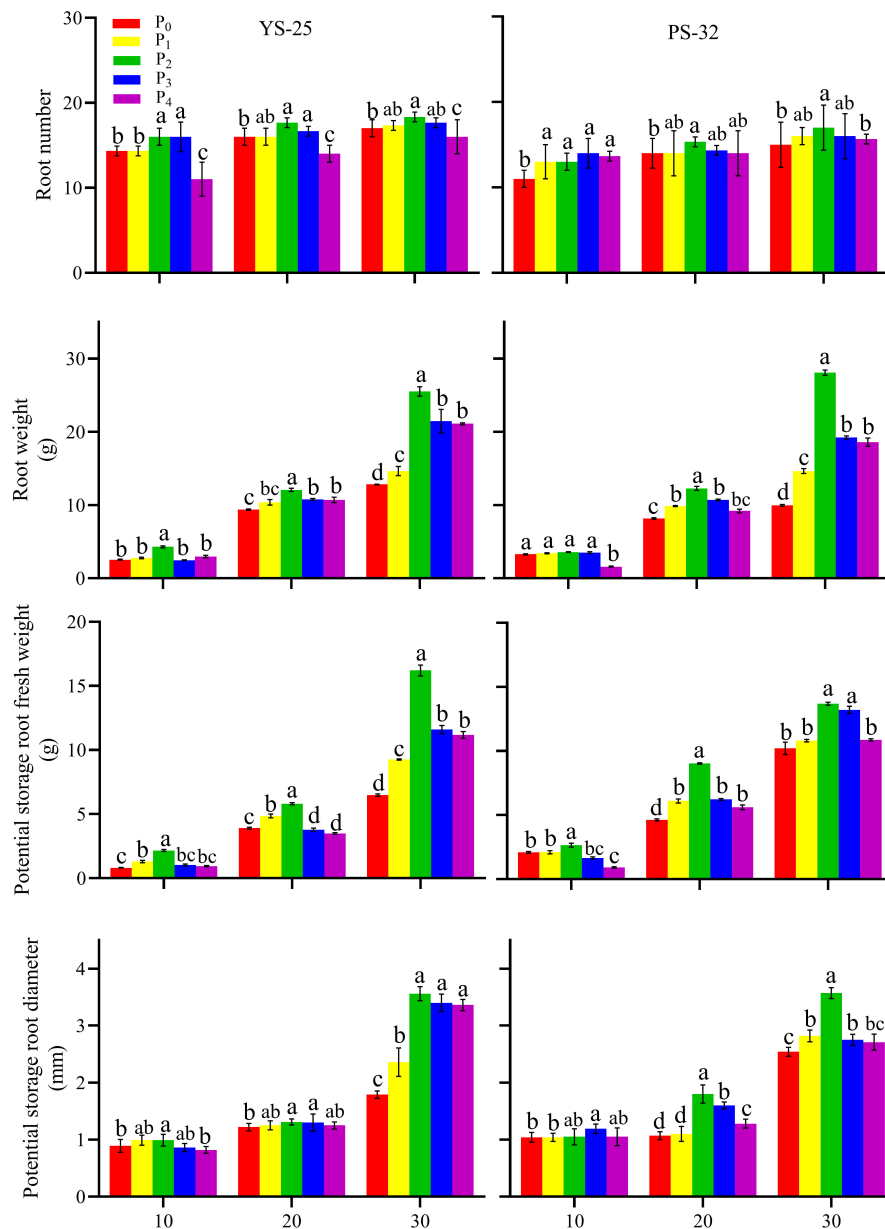 YS-25
PS-32
P0
P1
P2
P3
P4
Root number
30
20
10
0
b b a a c
b ab a a c
b ab a ab c
b a a a a
b ab a ab ab
b ab a ab b
Root weight
(g)
30
20
10
0
b b a b b
c bc a b b
d c a b b
a a a a b
c b a b bc
d c a b b
Potential storage root fresh weight
(g)
20
15
10
5
0
c b a bc bc
c b a d d
d c a b b
b b a bc c
d b a b c
b b a a b
Potential storage root diameter
(mm)
4
3
2
1
0
b ab a ab b
b ab a a ab
c b a a a
b b ab a ab
d d a b c
c b a b bc
10 20 30
10 20 30